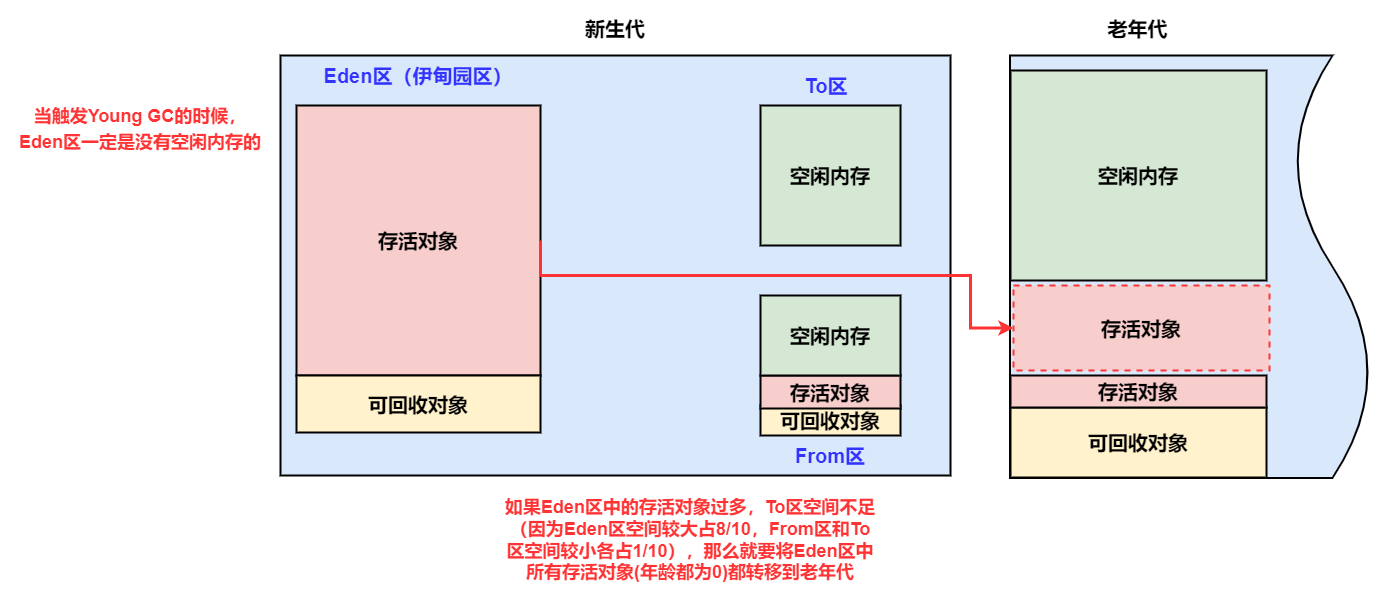 新生代
老年代
Eden区（伊甸园区）
To区
当触发Young GC的时候，
Eden区一定是没有空闲内存的
空闲内存
空闲内存
存活对象
空闲内存
存活对象
存活对象
存活对象
可回收对象
可回收对象
可回收对象
From区
如果Eden区中的存活对象过多，To区空间不足
（因为Eden区空间较大占8/10，From区和To
区空间较小各占1/10），那么就要将Eden区中
所有存活对象(年龄都为0)都转移到老年代